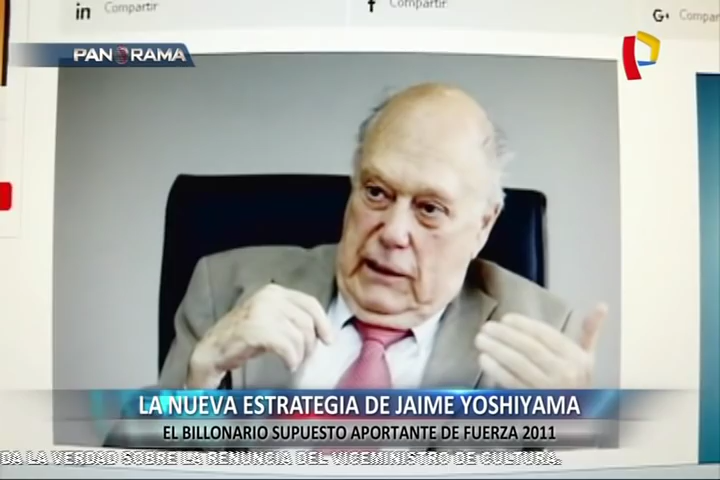 in Compartir
f Compartir
G+ Compar
PANORAMA
LA NUEVA ESTRATEGIA DE JAIME YOSHIYAMA
EL BILLONARIO SUPUESTO APORTANTE DE FUERZA 2011
DA LA VERDAD SOBRE LA RENUNCIA DEL VICEMINISTRO DE CULTURA.